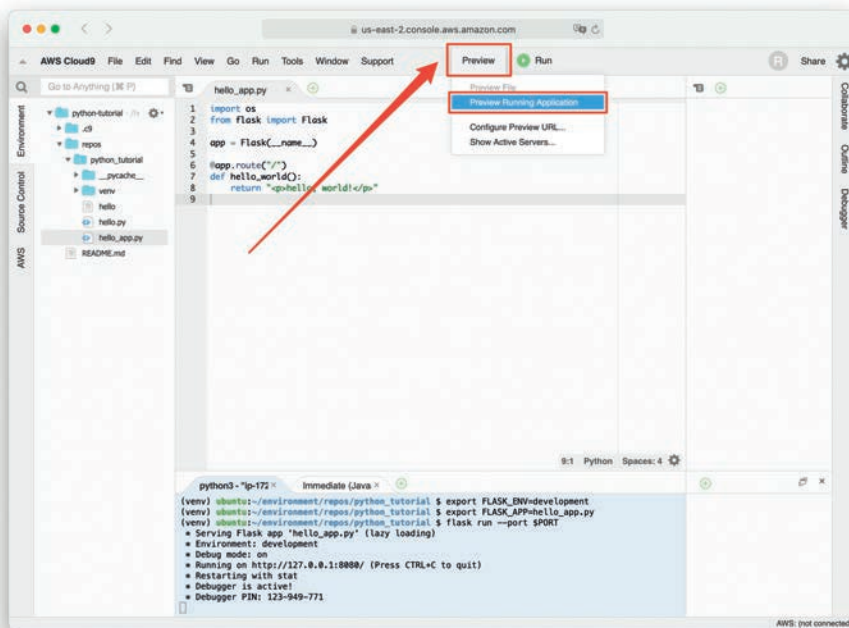 us-east-2.console.aws.amazon.com
AWS Cloud9 File Edit Find View Go Run Tools Window Support Preview Run R Share
Go to Anything (⌘ P)
hello_app.py
Preview File
Preview Running Application
Configure Preview URL...
Show Active Servers...
Environment
Source Control
AWS
python-tutorial
.c9
repos
python_tutorial
__pycache__
venv
hello
hello.py
hello_app.py
README.md
1 import os
2 from flask import Flask
3
4 app = Flask(__name__)
5
6 @app.route("/")
7 def hello_world():
8 return "<p>hello, world!</p>"
9
Collaborate
Outline
Debugger
9:1 Python Spaces: 4
python3 - "ip-172 Immediate (Java
(venv) ubuntu:~/environment/repos/python_tutorial $ export FLASK_ENV=development
(venv) ubuntu:~/environment/repos/python_tutorial $ export FLASK_APP=hello_app.py
(venv) ubuntu:~/environment/repos/python_tutorial $ flask run --port $PORT
* Serving Flask app 'hello_app.py' (lazy loading)
* Environment: development
* Debug mode: on
* Running on http://127.0.0.1:8080/ (Press CTRL+C to quit)
* Restarting with stat
* Debugger is active!
* Debugger PIN: 123-949-771
AWS: (not connected)